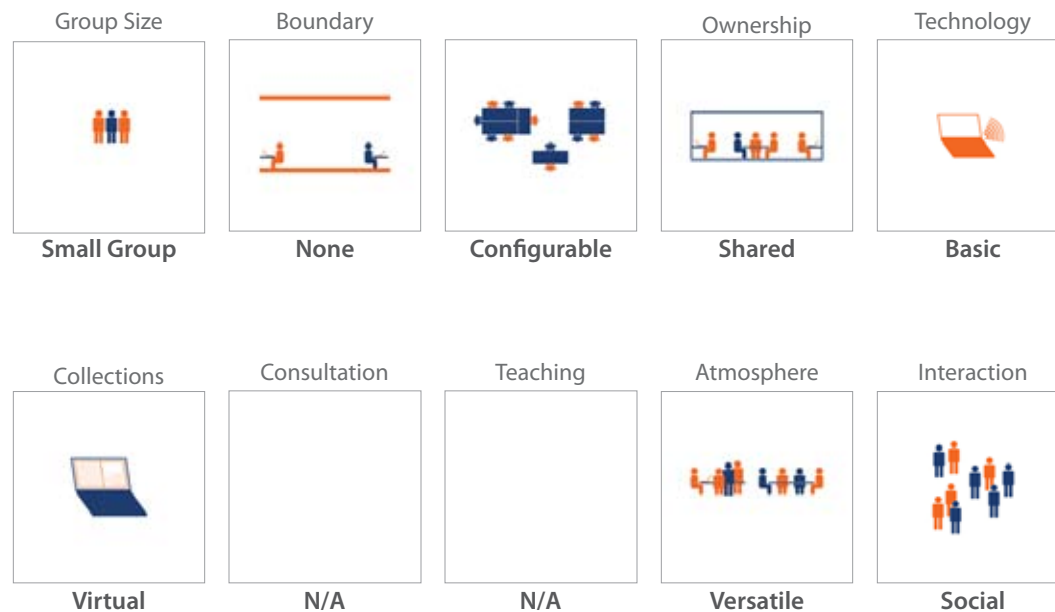 Group Size
Boundary
Ownership
Technology
Small Group
None
Configurable
Shared
Basic
Collections
Consultation
Teaching
Atmosphere
Interaction
Virtual
N/A
N/A
Versatile
Social